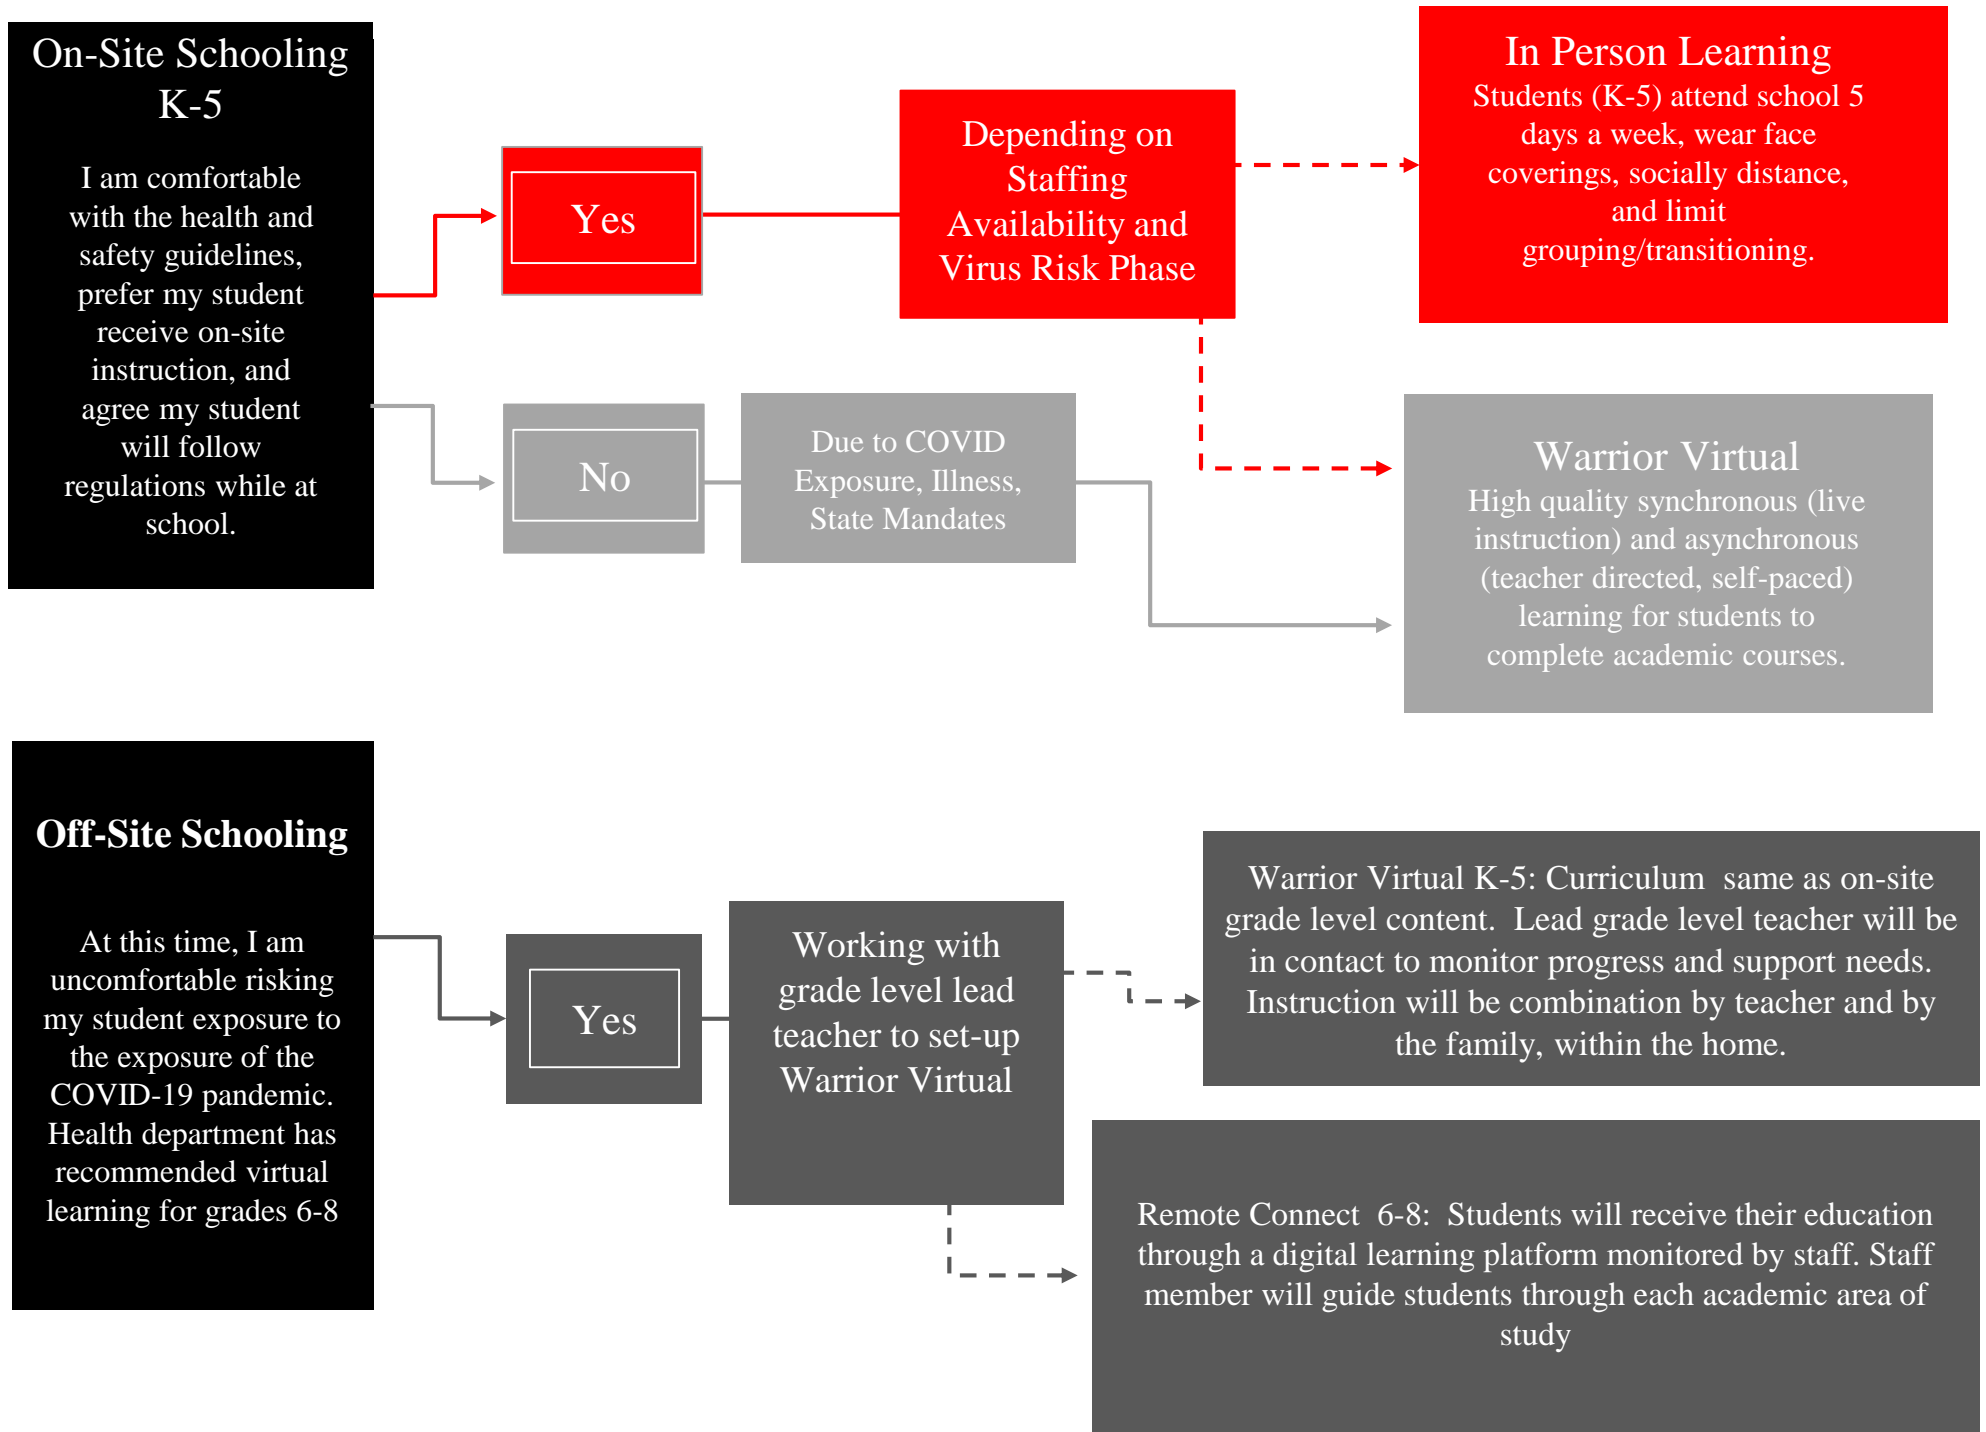 On-Site Schooling
K-5
I am comfortable
with the health and
safety guidelines,
prefer my student
receive on-site
instruction, and
agree my student
will follow
regulations while at
school.
Yes
Depending on
Staffing
Availability and
Virus Risk Phase
In Person Learning
Students (K-5) attend school 5
days a week, wear face
coverings, socially distance,
and limit
grouping/transitioning.
No
Due to COVID
Exposure, Illness,
State Mandates
Warrior Virtual
High quality synchronous (live
instruction) and asynchronous
(teacher directed, self-paced)
learning for students to
complete academic courses.
Off-Site Schooling
At this time, I am
uncomfortable risking
my student exposure to
the exposure of the
COVID-19 pandemic.
Health department has
recommended virtual
learning for grades 6-8
Yes
Working with
grade level lead
teacher to set-up
Warrior Virtual
Warrior Virtual K-5: Curriculum  same as on-site
grade level content.  Lead grade level teacher will be
in contact to monitor progress and support needs.
Instruction will be combination by teacher and by
the family, within the home.
Remote Connect  6-8:  Students will receive their education
through a digital learning platform monitored by staff. Staff
member will guide students through each academic area of
study